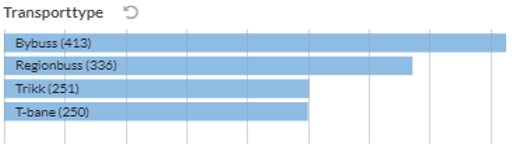 Transporttype
Bybuss (413)
Regionbuss (336)
Trikk (251)
T-bane (250)